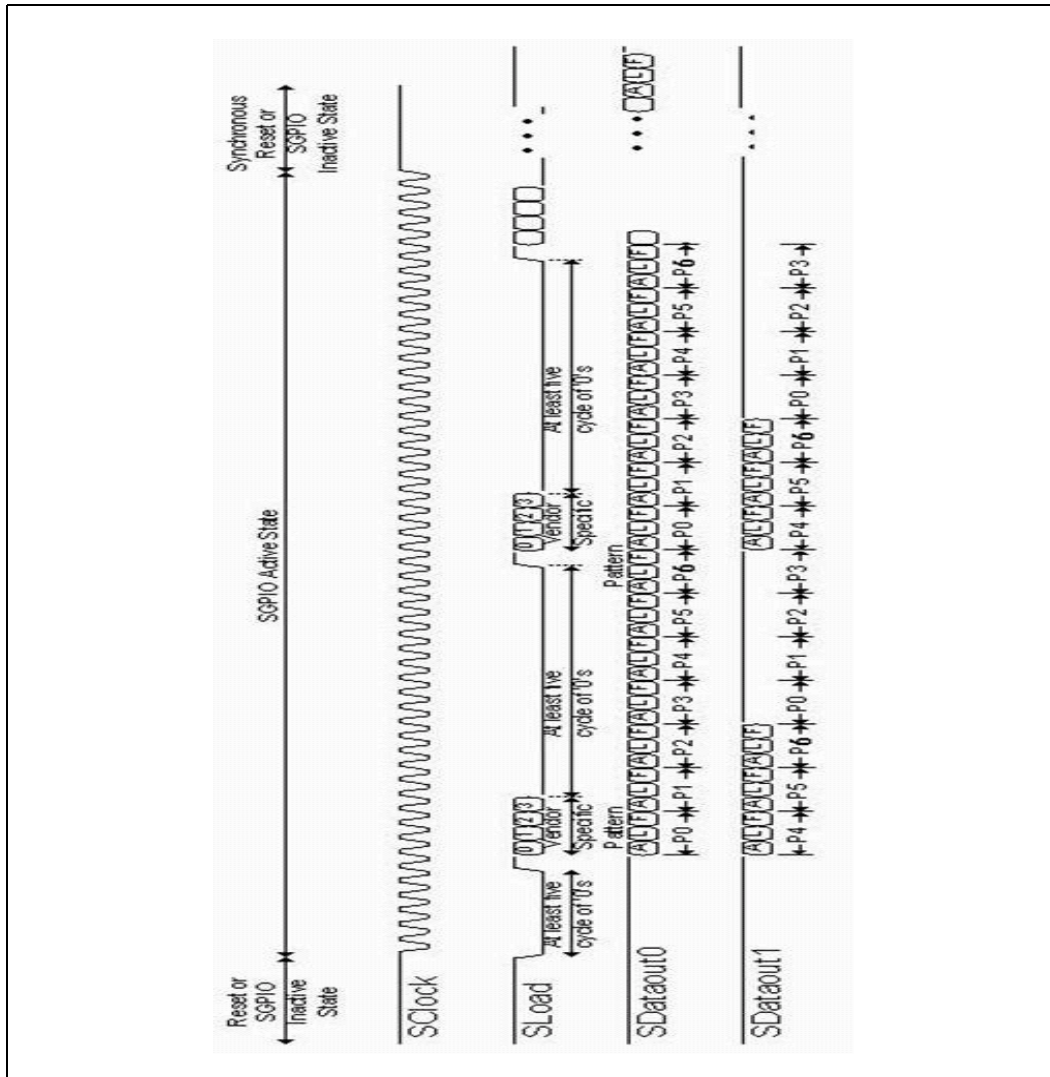 Reset or
SGPIO
Inactive
State
SGPIO Active State
Synchronous
Reset or
SGPIO
Inactive State
SClock
SLoad
At least five
cycle of '0's
0 1 2 3
Vendor
Specific
Pattern
At least five
cycle of '0's
0 1 2 3
Vendor
Specific
Pattern
At least five
cycle of '0's
SDataout0
A L F A L F A L F A L F A L F A L F A L F A L F A L F A L F A L F A L F A L F A L F
A L F
P0 P1 P2 P3 P4 P5 P6 P0 P1 P2 P3 P4 P5 P6
SDataout1
A L F A L F A L F
A L F A L F A L F
P4 P5 P6 P0 P1 P2 P3 P4 P5 P6 P0 P1 P2 P3